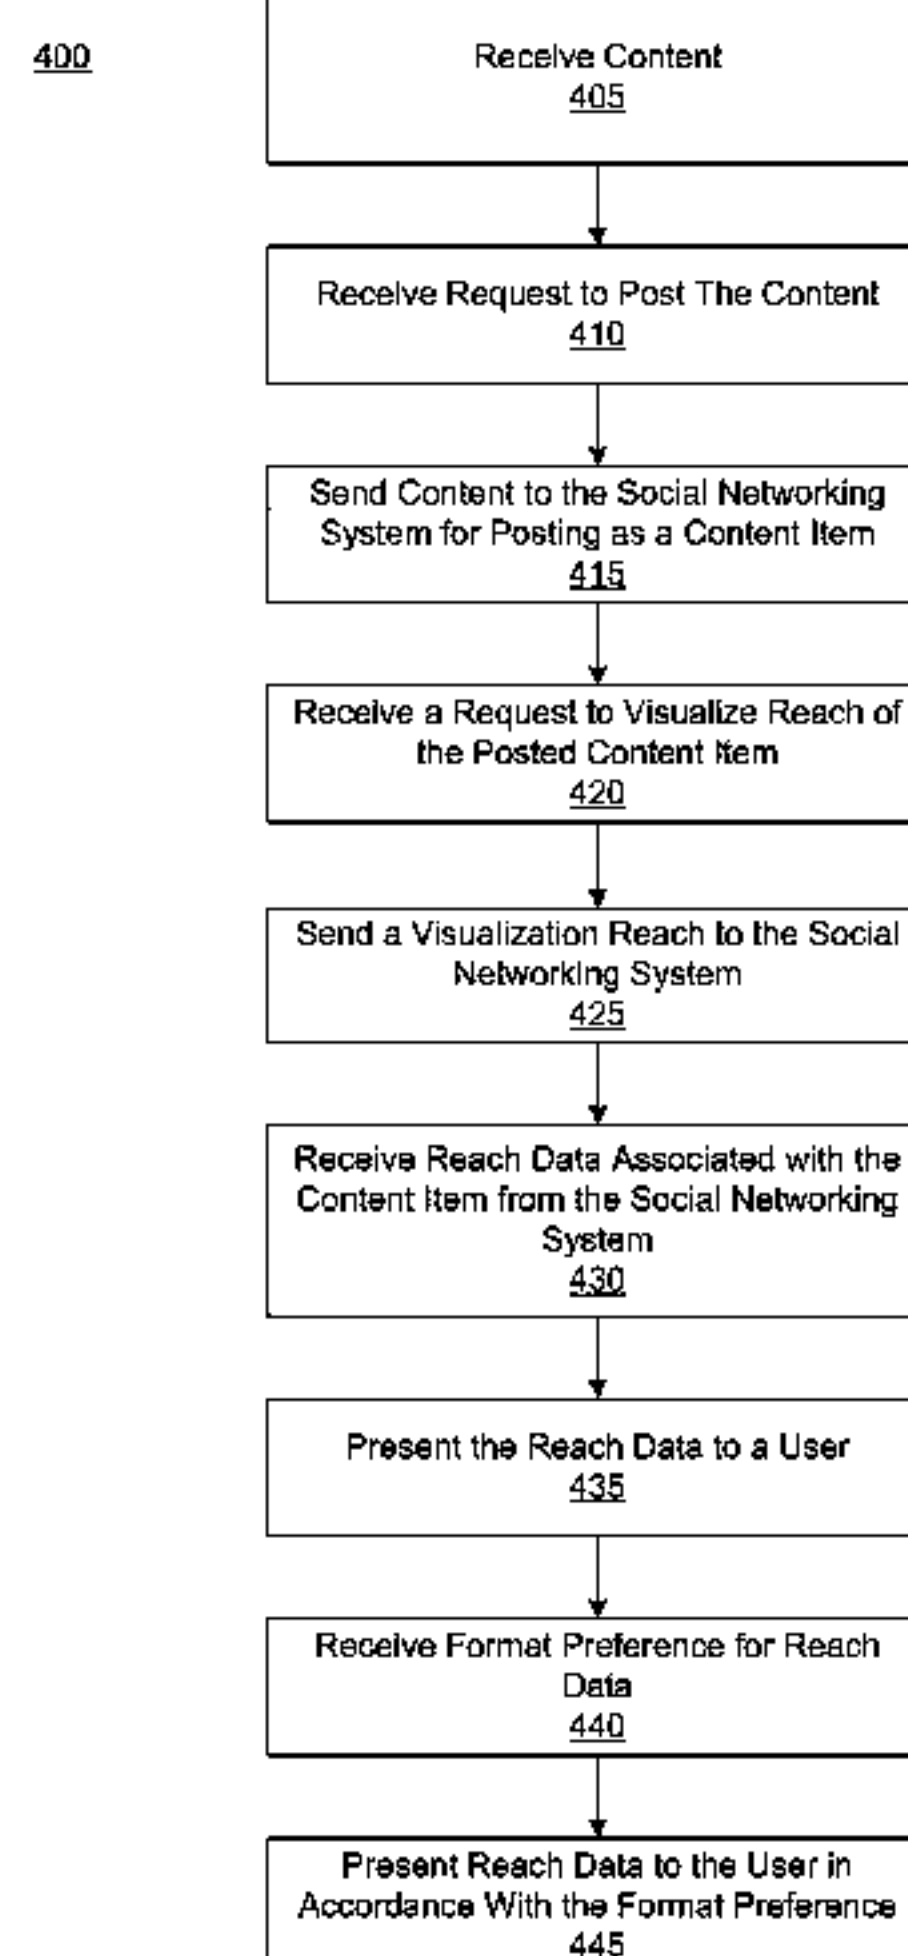 400
Receive Content
405
Receive Request to Post The Content
410
Send Content to the Social Networking
System for Posting as a Content Item
415
Receive a Request to Visualize Reach of
the Posted Content Item
420
Send a Visualization Reach to the Social
Networking System
425
Receive Reach Data Associated with the
Content Item from the Social Networking
System
430
Present the Reach Data to a User
435
Receive Format Preference for Reach
Data
440
Present Reach Data to the User in
Accordance With the Format Preference
445